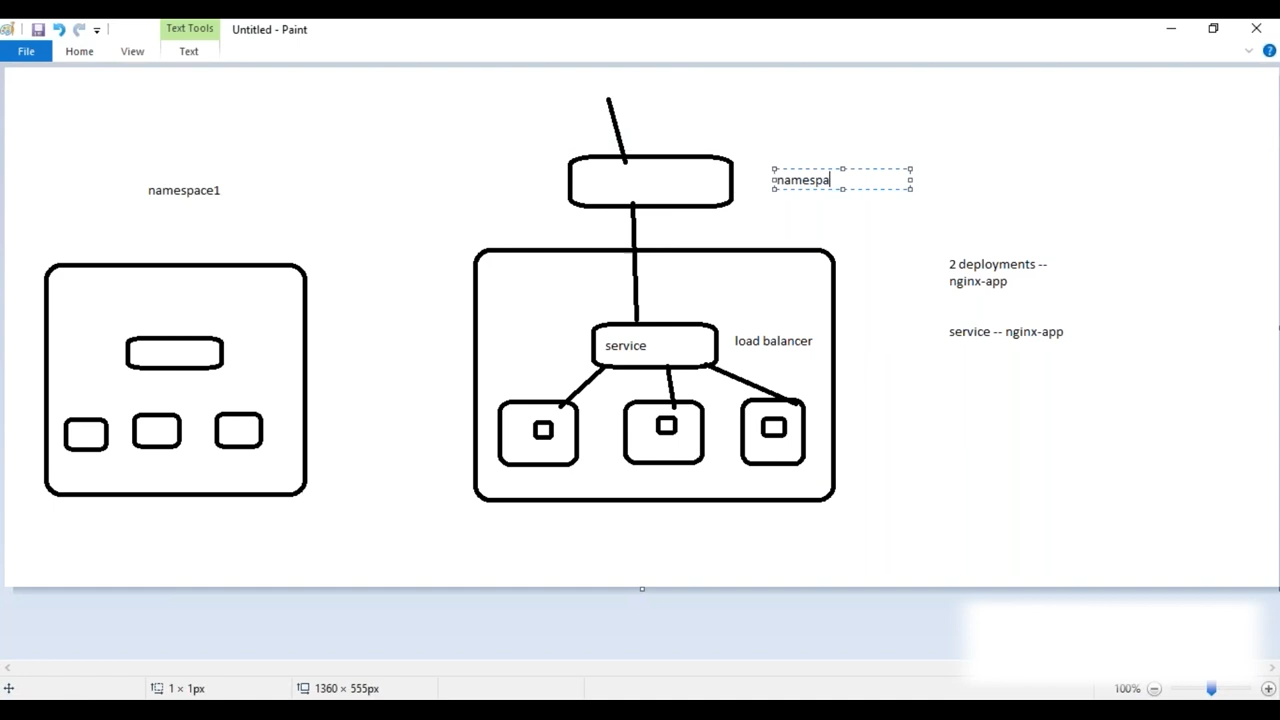 Text Tools
Untitled - Paint
File
Home
View
Text
namespace1
namespa
2 deployments --
nginx-app
service -- nginx-app
service
load balancer
1 × 1px
1360 × 555px
100%